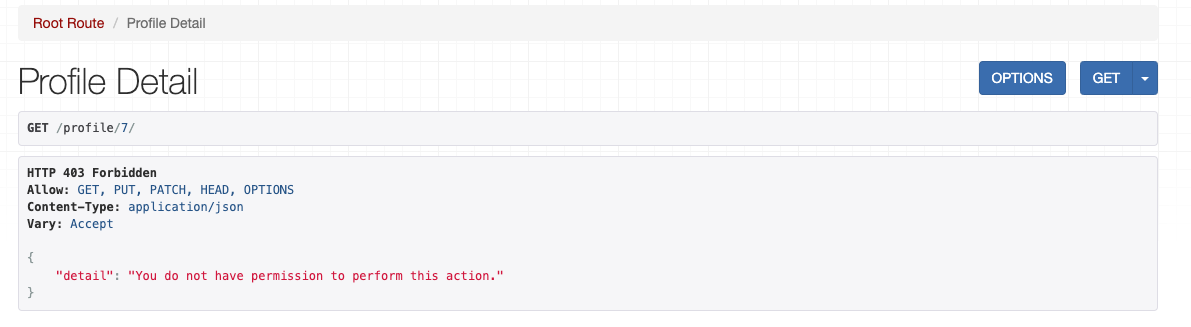 Root Route / Profile Detail
Profile Detail
OPTIONS
GET
GET /profile/7/
HTTP 403 Forbidden
Allow: GET, PUT, PATCH, HEAD, OPTIONS
Content-Type: application/json
Vary: Accept
{
    "detail": "You do not have permission to perform this action."
}